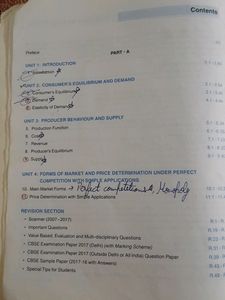 Contents
Preface
PART - A
UNIT 1: INTRODUCTION
1. Introduction
UNIT 2: CONSUMER'S EQUILIBRIUM AND DEMAND
2. Consumer's Equilibrium
3. Demand
4. Elasticity of Demand
UNIT 3: PRODUCER BEHAVIOUR AND SUPPLY
5. Production Function
6. Cost
7. Revenue
8. Producer's Equilibrium
9. Supply
UNIT 4: FORMS OF MARKET AND PRICE DETERMINATION UNDER PERFECT
COMPETITION WITH SIMPLE APPLICATIONS
10. Main Market Forms → Perfect competition & Monopoly
11. Price Determination with Simple Applications
REVISION SECTION
• Scanner (2007 - 2017)
• Important Questions
• Value Based, Evaluation and Multi-disciplinary Questions
• CBSE Examination Paper 2017 (Delhi) (with Marking Scheme)
• CBSE Examination Paper 2017 (Outside Delhi or All India) Question Paper
• CBSE Sample Paper (2017-18 with Answers)
• Special Tips for Students